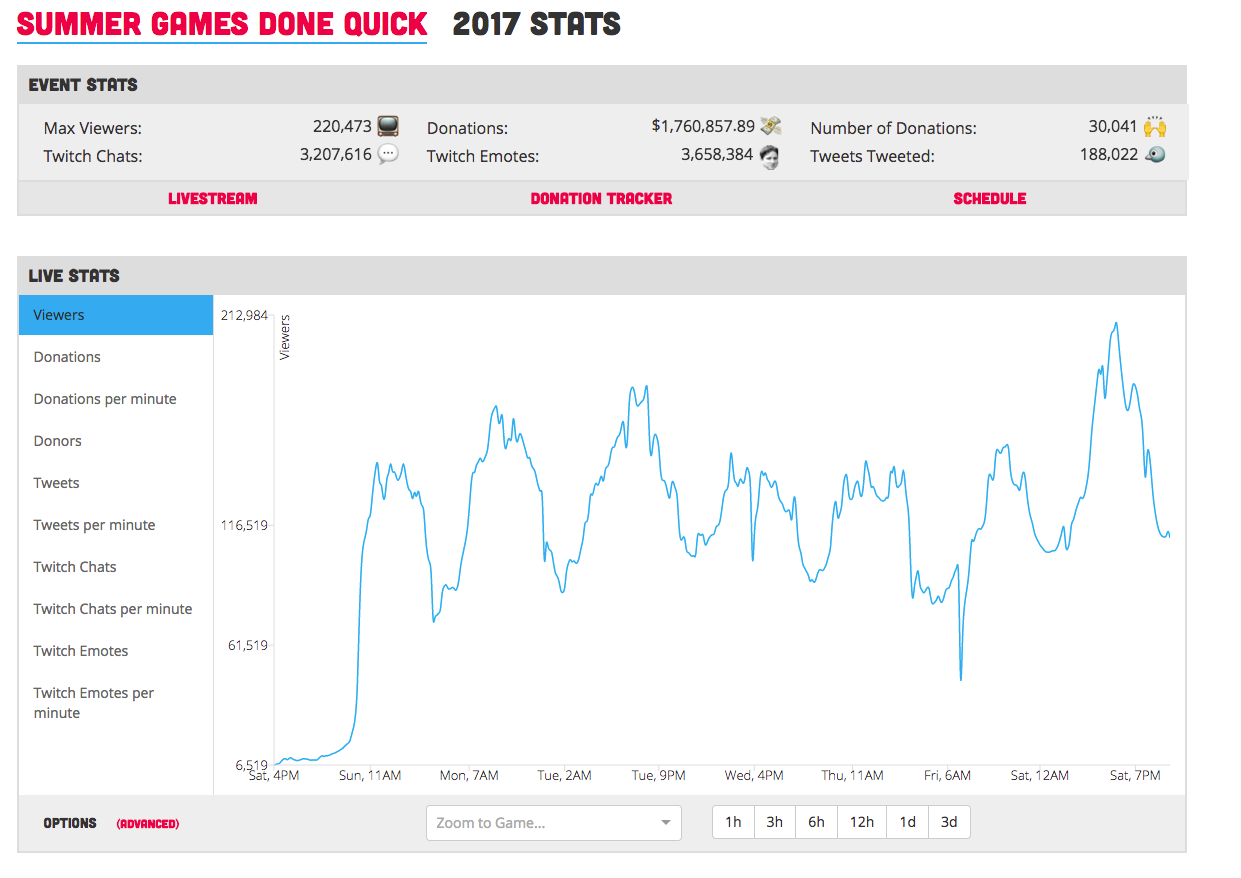 SUMMER GAMES DONE QUICK 2017 STATS
EVENT STATS
Max Viewers: 220,473 Donations: $1,760,857.89 Number of Donations: 30,041
Twitch Chats: 3,207,616 Twitch Emotes: 3,658,384 Tweets Tweeted: 188,022
LIVESTREAM DONATION TRACKER SCHEDULE
LIVE STATS
Viewers
Donations
Donations per minute
Donors
Tweets
Tweets per minute
Twitch Chats
Twitch Chats per minute
Twitch Emotes
Twitch Emotes per
minute
212,984
Viewers
116,519
61,519
6,519
Sat, 4PM Sun, 11AM Mon, 7AM Tue, 2AM Tue, 9PM Wed, 4PM Thu, 11AM Fri, 6AM Sat, 12AM Sat, 7PM
OPTIONS (ADVANCED) Zoom to Game... 1h 3h 6h 12h 1d 3d